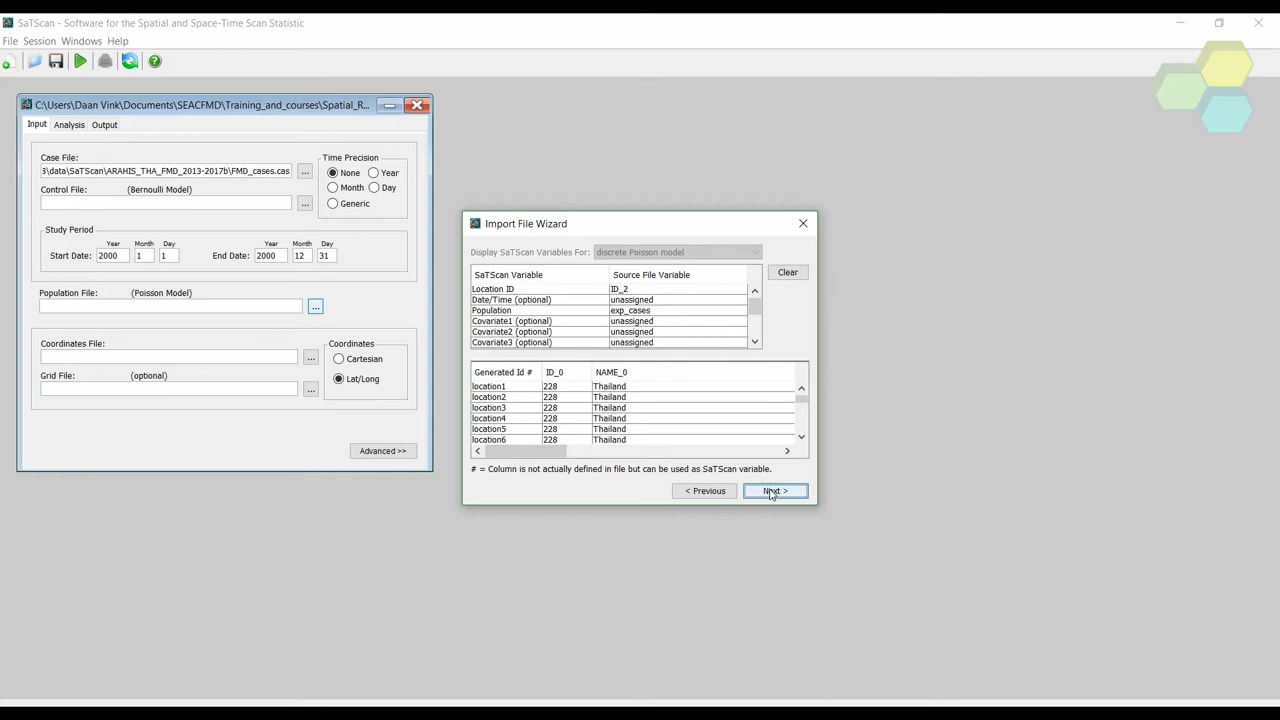 SaTScan - Software for the Spatial and Space-Time Scan Statistic
File Session Windows Help
C:\Users\Daan Vink\Documents\SEACFMD\Training_and_courses\Spatial_R...
Input Analysis Output
Case File:
3\data\SaTScan\ARAHIS_THA_FMD_2013-2017b\FMD_cases.cas ...
Control File: (Bernoulli Model)
...
Time Precision
None Year
Month Day
Generic
Study Period
Year Month Day Year Month Day
Start Date: 2000 1 1 End Date: 2000 12 31
Population File: (Poisson Model)
...
Coordinates File:
...
Grid File: (optional)
...
Coordinates
Cartesian
Lat/Long
Advanced >>
Import File Wizard
Display SaTScan Variables For: discrete Poisson model
SaTScan Variable Source File Variable
Location ID ID_2
Date/Time (optional) unassigned
Population exp_cases
Covariate1 (optional) unassigned
Covariate2 (optional) unassigned
Covariate3 (optional) unassigned
Clear
Generated Id # ID_0 NAME_0
location1 228 Thailand
location2 228 Thailand
location3 228 Thailand
location4 228 Thailand
location5 228 Thailand
location6 228 Thailand
# = Column is not actually defined in file but can be used as SaTScan variable.
< Previous Next >